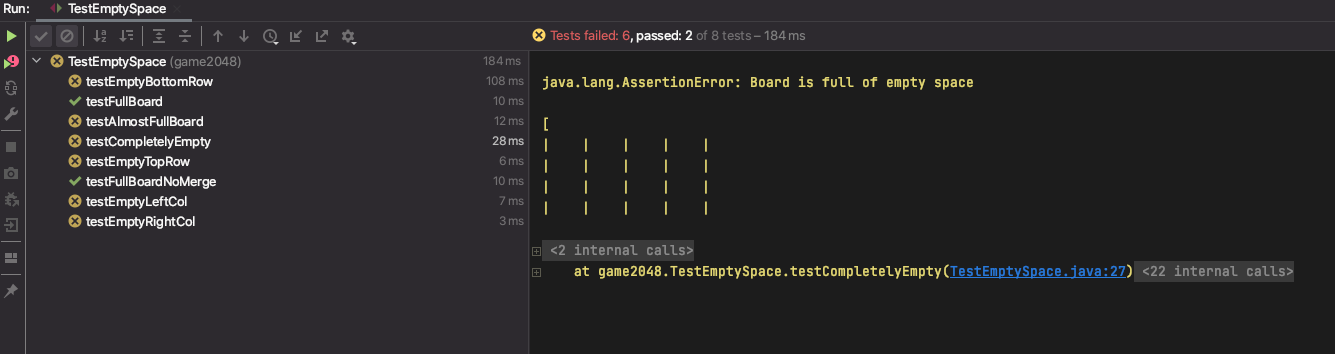 Run: TestEmptySpace
Tests failed: 6, passed: 2 of 8 tests – 184 ms
TestEmptySpace (game2048) 184 ms
testEmptyBottomRow 108 ms
testFullBoard 10 ms
testAlmostFullBoard 12 ms
testCompletelyEmpty 28 ms
testEmptyTopRow 6 ms
testFullBoardNoMerge 10 ms
testEmptyLeftCol 7 ms
testEmptyRightCol 3 ms
java.lang.AssertionError: Board is full of empty space
[
|    |    |    |    |
|    |    |    |    |
|    |    |    |    |
|    |    |    |    |
<2 internal calls>
at game2048.TestEmptySpace.testCompletelyEmpty(TestEmptySpace.java:27) <22 internal calls>